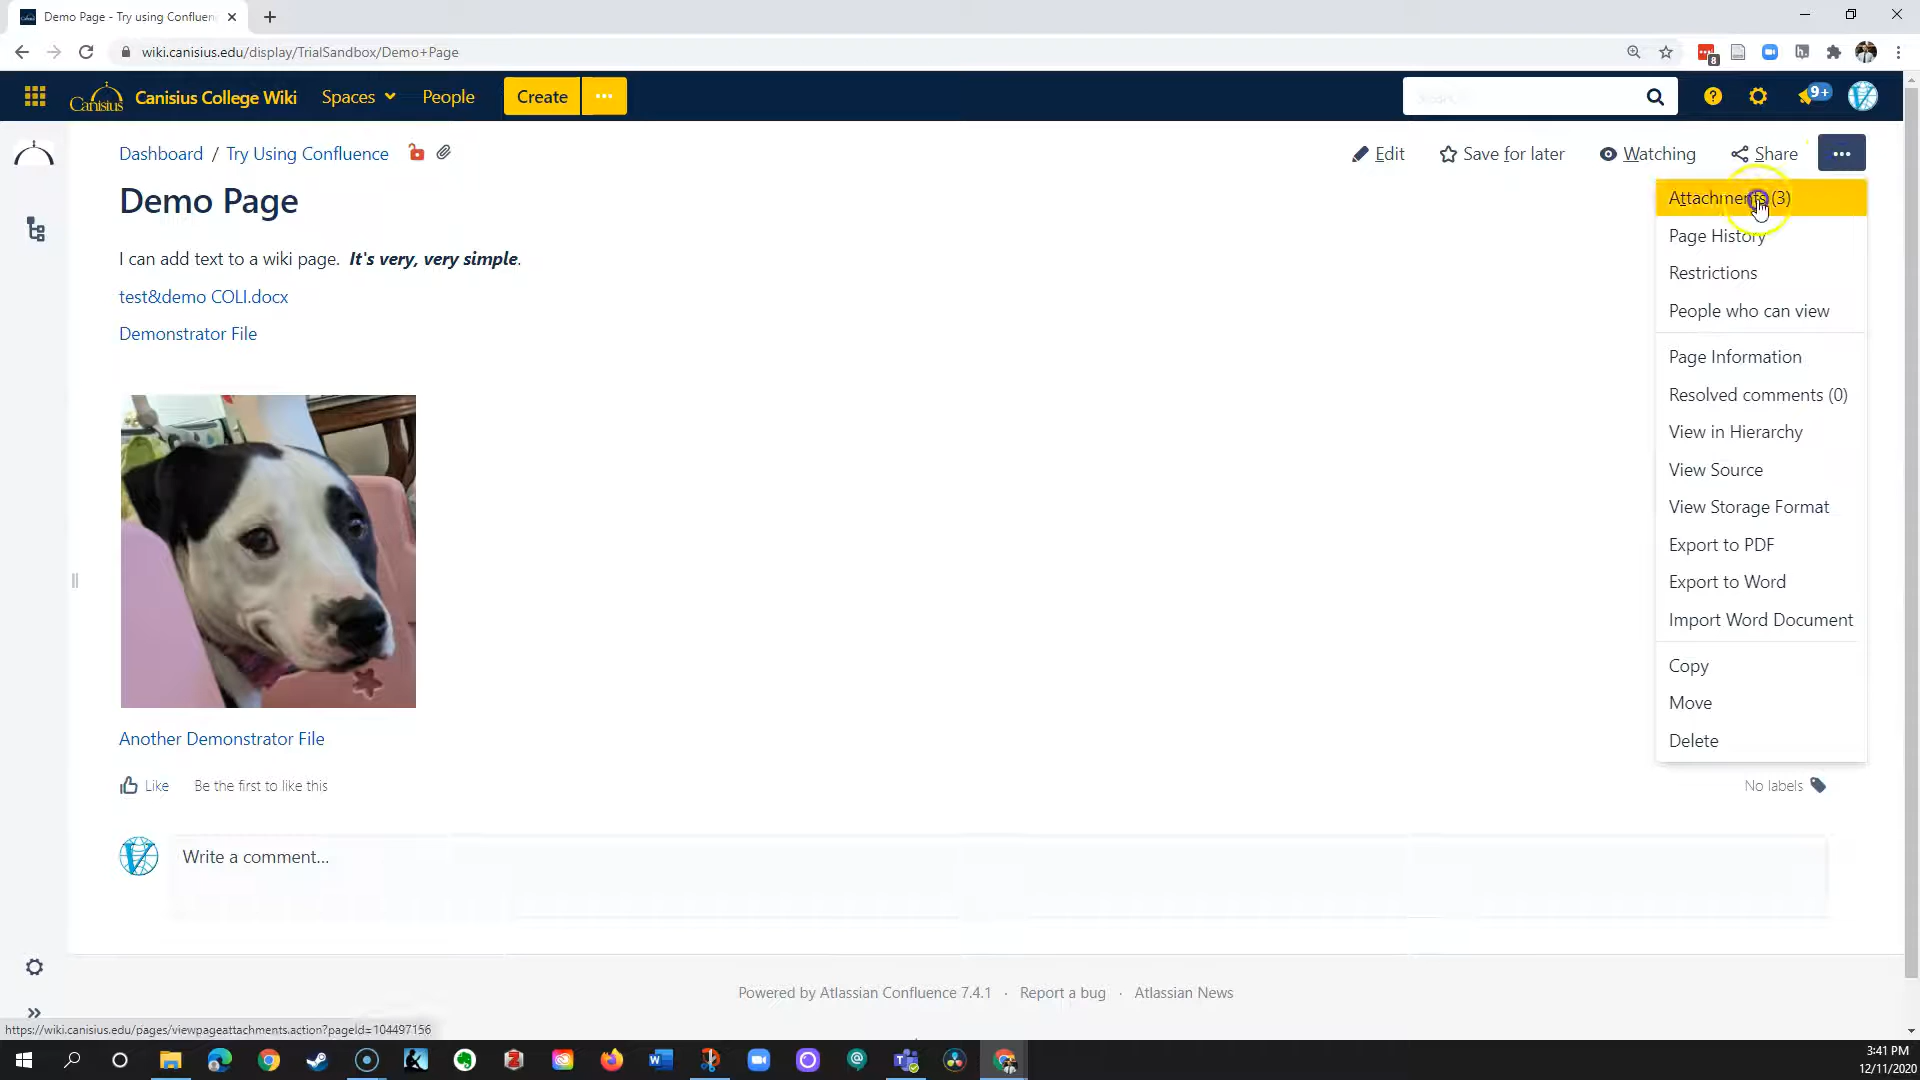 Demo Page - Try using Confluen
wiki.canisius.edu/display/TrialSandbox/Demo+Page
8
Canisius
Canisius College Wiki
Spaces
People
Create
9+
Dashboard / Try Using Confluence
Edit
Save for later
Watching
Share
Demo Page
I can add text to a wiki page. It's very, very simple.
test&demo COLI.docx
Demonstrator File
Another Demonstrator File
Attachments (3)
Page History
Restrictions
People who can view
Page Information
Resolved comments (0)
View in Hierarchy
View Source
View Storage Format
Export to PDF
Export to Word
Import Word Document
Copy
Move
Delete
Like
Be the first to like this
No labels
Write a comment...
Powered by Atlassian Confluence 7.4.1 · Report a bug · Atlassian News
https://wiki.canisius.edu/pages/viewpageattachments.action?pageId=104497156
3:41 PM
12/11/2020